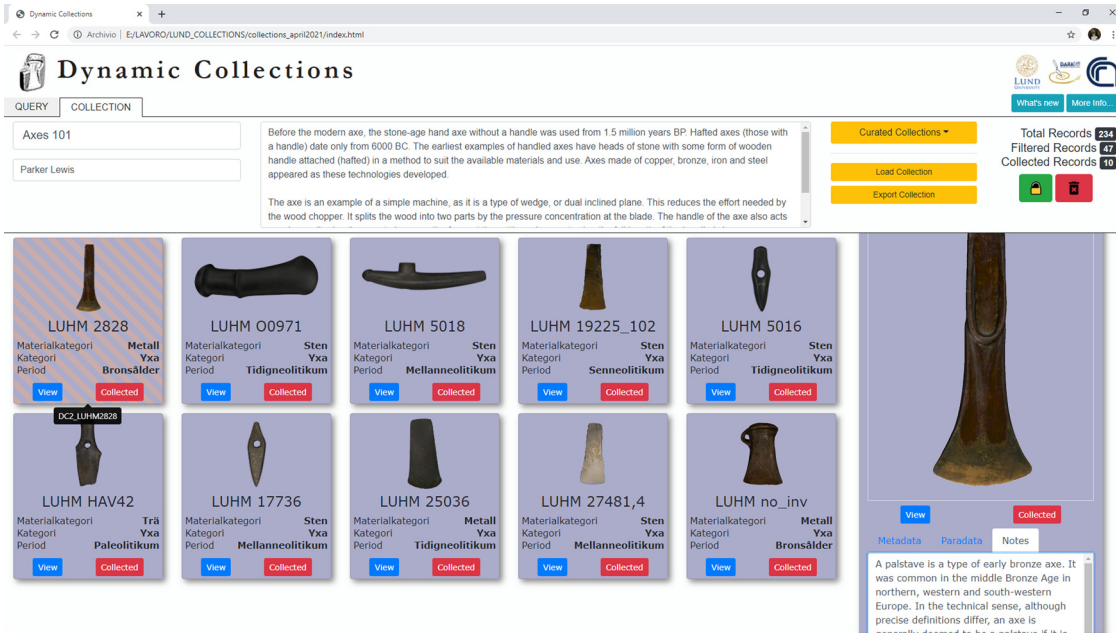 Dynamic Collections
Archivio | E:/LAVORO/LUND_COLLECTIONS/collections_april2021/index.html
Dynamic Collections
LUND
UNIVERSITY
DARKLab
QUERY
COLLECTION
What's new
More Info...
Axes 101
Parker Lewis
Before the modern axe, the stone-age hand axe without a handle was used from 1.5 million years BP. Hafted axes (those with
a handle) date only from 6000 BC. The earliest examples of handled axes have heads of stone with some form of wooden
handle attached (hafted) in a method to suit the available materials and use. Axes made of copper, bronze, iron and steel
appeared as these technologies developed.
The axe is an example of a simple machine, as it is a type of wedge, or dual inclined plane. This reduces the effort needed by
the wood chopper. It splits the wood into two parts by the pressure concentration at the blade. The handle of the axe also acts
Curated Collections
Load Collection
Export Collection
Total Records 234
Filtered Records 47
Collected Records 10
LUHM 2828
Materialkategori Metall
Kategori Yxa
Period Bronsålder
View Collected
DC2_LUHM2828
LUHM O0971
Materialkategori Sten
Kategori Yxa
Period Tidigneolitikum
View Collected
LUHM 5018
Materialkategori Sten
Kategori Yxa
Period Mellanneolitikum
View Collected
LUHM 19225_102
Materialkategori Sten
Kategori Yxa
Period Senneolitikum
View Collected
LUHM 5016
Materialkategori Sten
Kategori Yxa
Period Tidigneolitikum
View Collected
LUHM HAV42
Materialkategori Trä
Kategori Yxa
Period Paleolitikum
View Collected
LUHM 17736
Materialkategori Sten
Kategori Yxa
Period Mellanneolitikum
View Collected
LUHM 25036
Materialkategori Metall
Kategori Yxa
Period Tidigneolitikum
View Collected
LUHM 27481,4
Materialkategori Sten
Kategori Yxa
Period Mellanneolitikum
View Collected
LUHM no_inv
Materialkategori Metall
Kategori Yxa
Period Bronsålder
View Collected
View Collected
Metadata Paradata Notes
A palstave is a type of early bronze axe. It
was common in the middle Bronze Age in
northern, western and south-western
Europe. In the technical sense, although
precise definitions differ, an axe is
generally deemed to be a palstave if it is